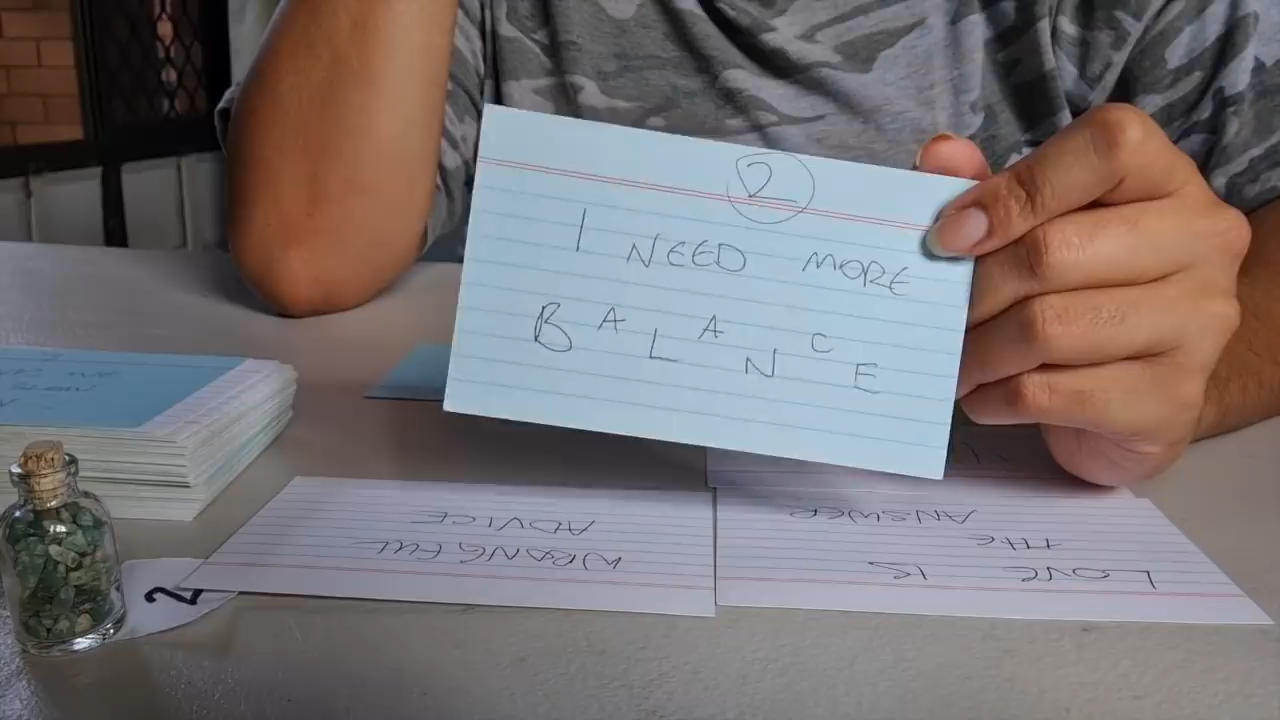 2
I NEED MORE
BALANCE
WRONGFUL
ADVICE
LOVE IS
THE
ANSWER
2